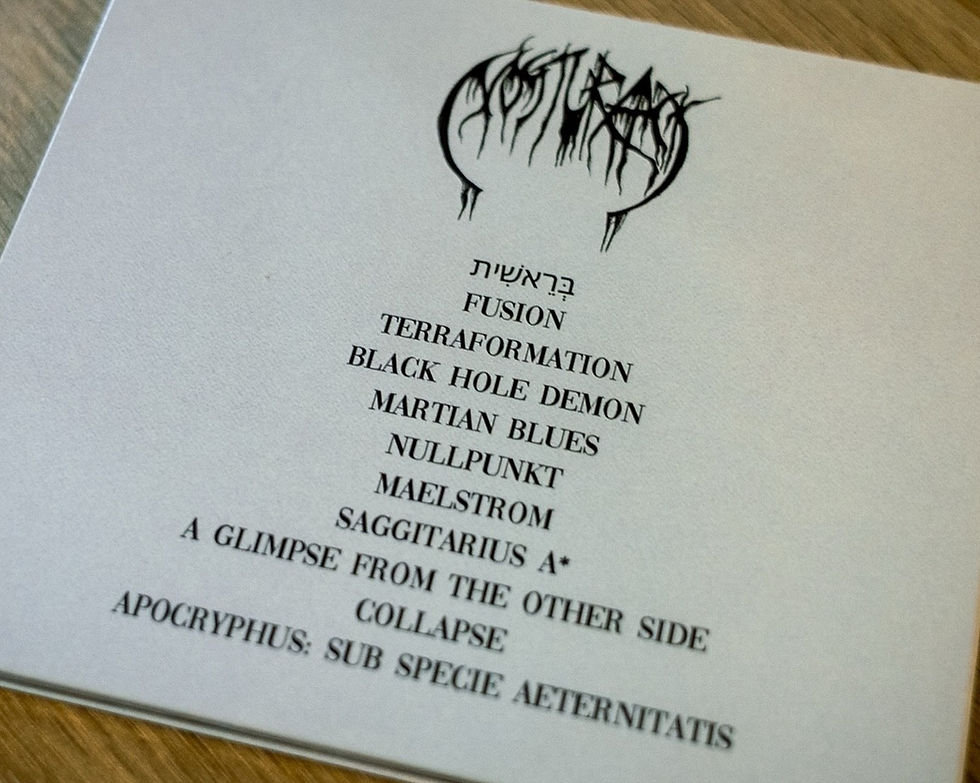 בְּרֵאשִׁית
FUSION
TERRAFORMATION
BLACK HOLE DEMON
MARTIAN BLUES
NULLPUNKT
MAELSTROM
SAGGITARIUS A*
A GLIMPSE FROM THE OTHER SIDE
COLLAPSE
APOCRYPHUS: SUB SPECIE AETERNITATIS